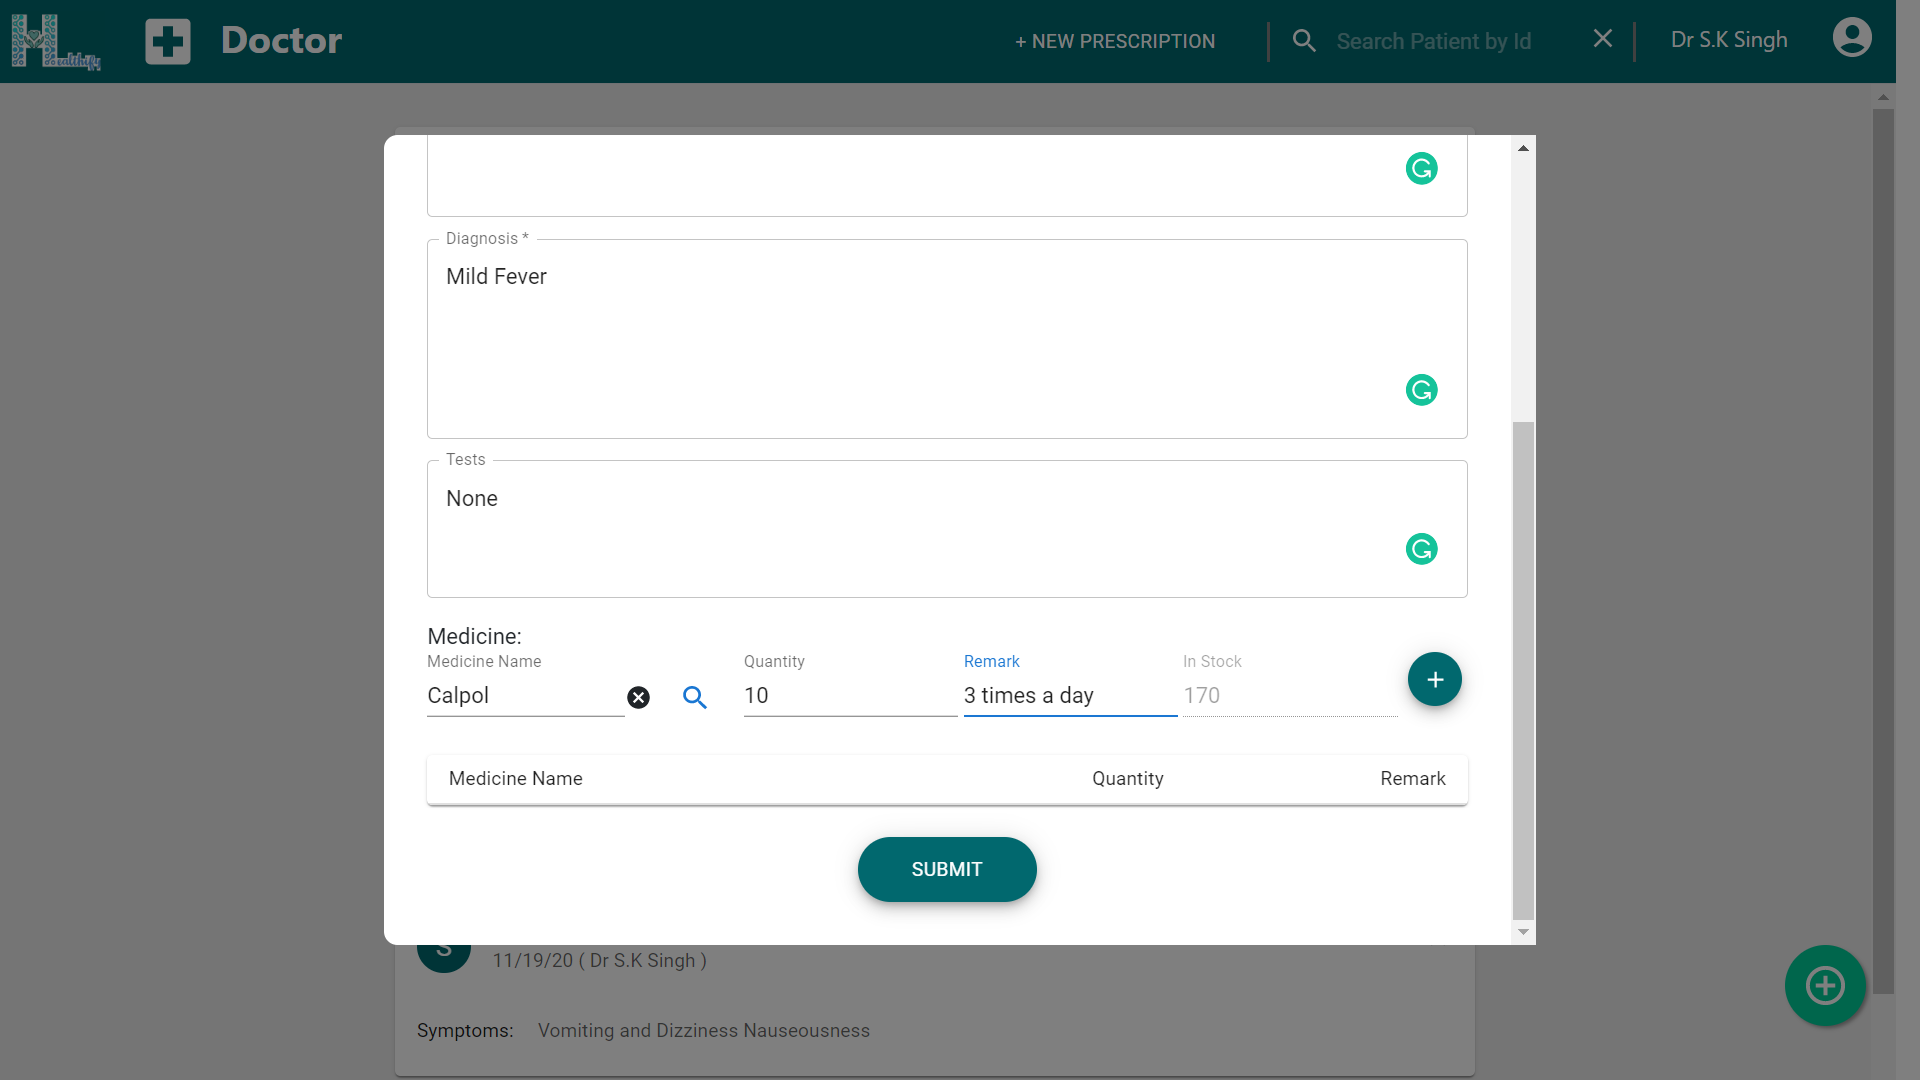 Healthify
Doctor
+ NEW PRESCRIPTION
Search Patient by Id
Dr S.K Singh
Diagnosis *
Mild Fever
Tests
None
Medicine:
Medicine Name Quantity Remark In Stock
Calpol 10 3 times a day 170
Medicine Name Quantity Remark
SUBMIT
S
11/19/20 ( Dr S.K Singh )
Symptoms: Vomiting and Dizziness Nauseousness